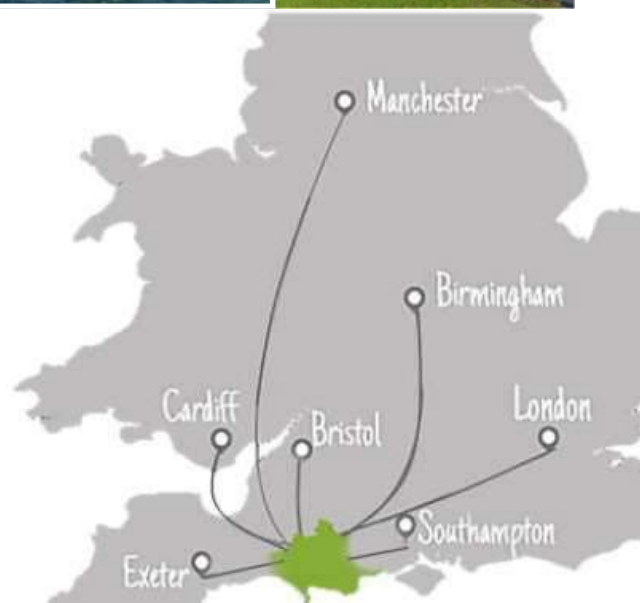 Manchester
Birmingham
Cardiff
London
Bristol
Southampton
Exeter